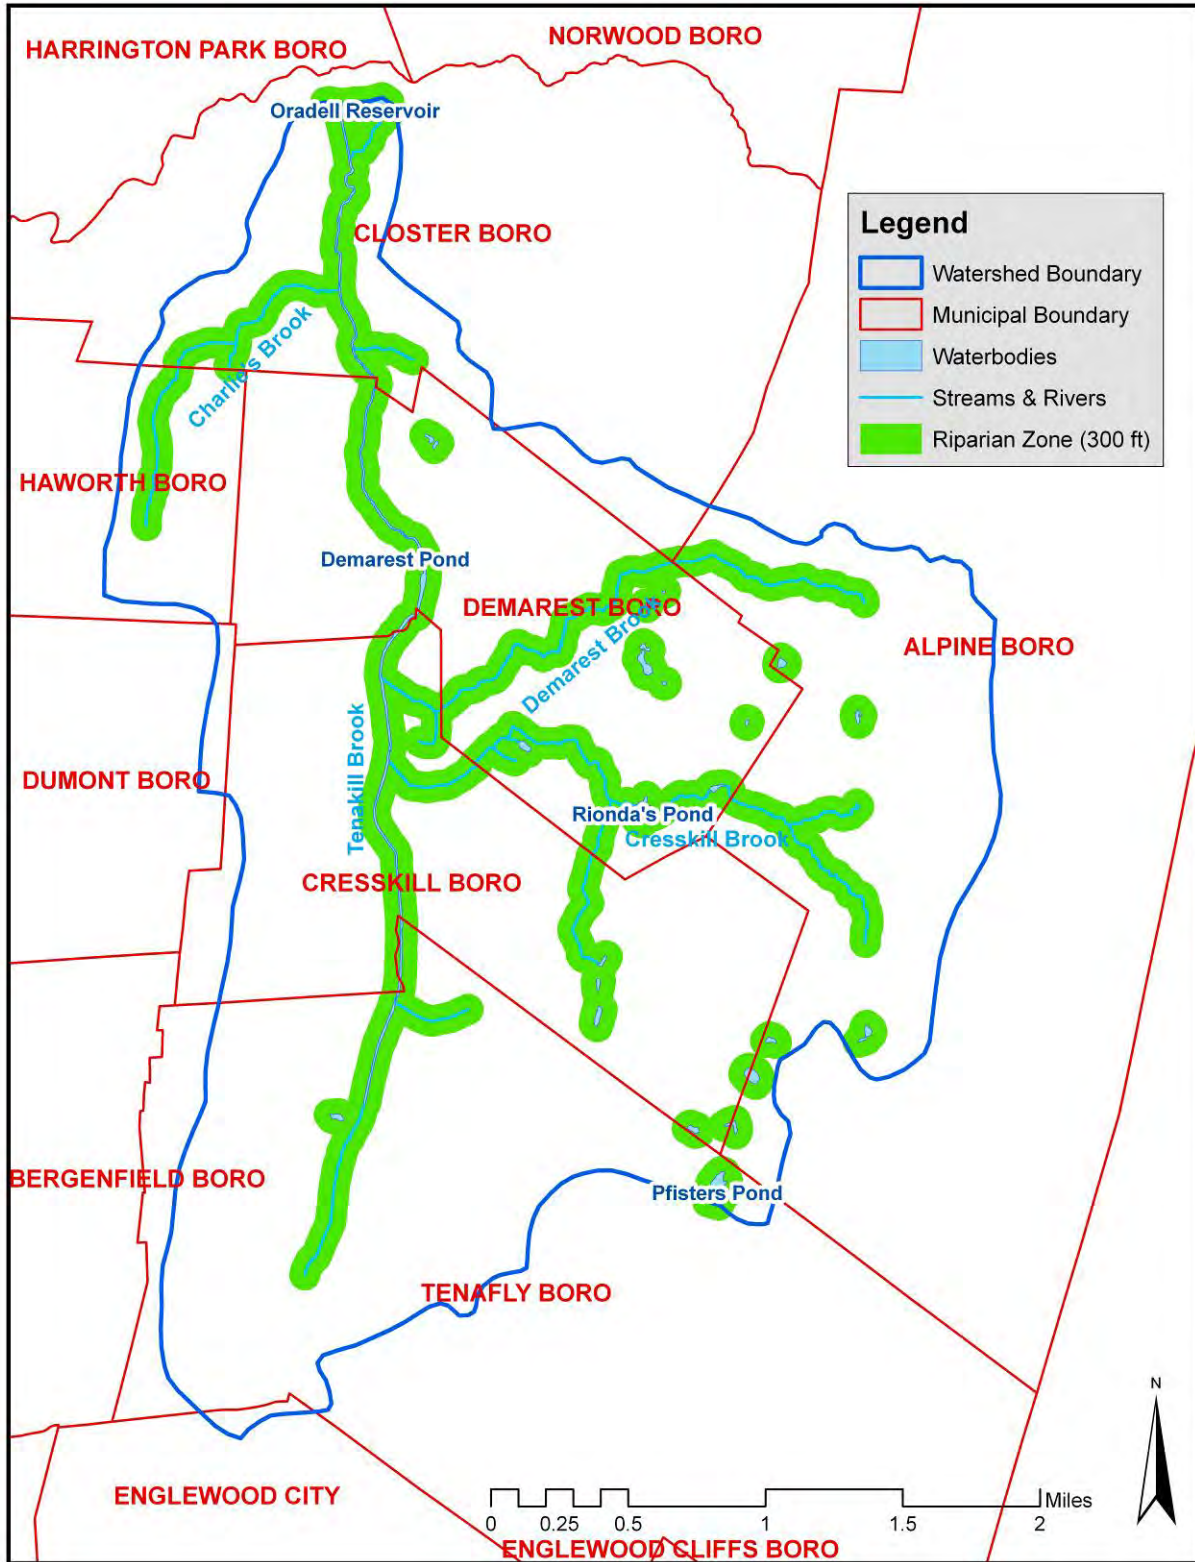 NORWOOD BORO
HARRINGTON PARK BORO
Oradell Reservoir
CLOSTER BORO
Legend
Watershed Boundary
Municipal Boundary
Waterbodies
Streams & Rivers
Riparian Zone (300 ft)
Charlie's Brook
HAWORTH BORO
Demarest Pond
DEMAREST BORO
Demarest Brook
ALPINE BORO
DUMONT BORO
Tenakill Brook
Rionda's Pond
Cresskill Brook
CRESSKILL BORO
BERGENFIELD BORO
Pfisters Pond
TENAFLY BORO
N
ENGLEWOOD CITY
Miles
0 0.25 0.5 1 1.5 2
ENGLEWOOD CLIFFS BORO